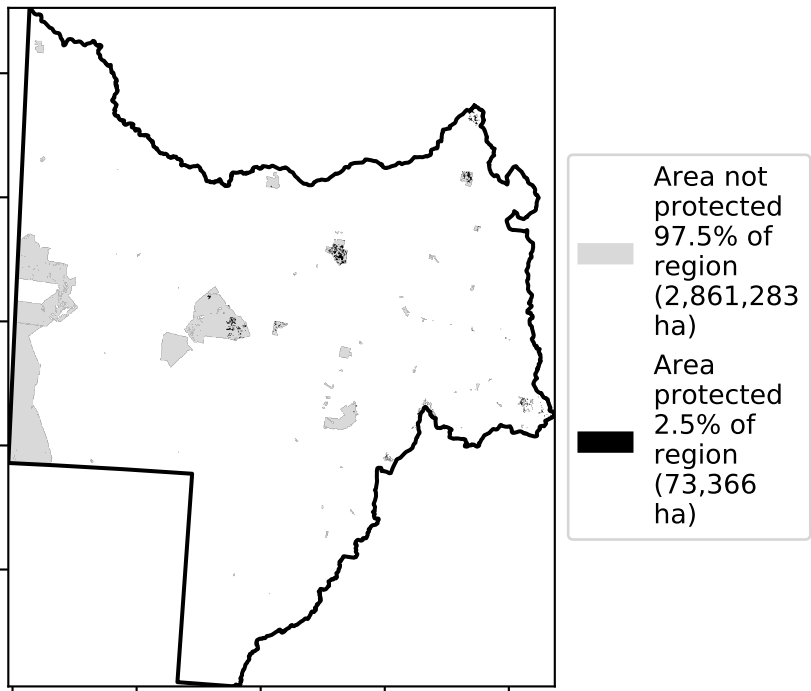 Area not
protected
97.5% of
region
(2,861,283
ha)
Area
protected
2.5% of
region
(73,366
ha)